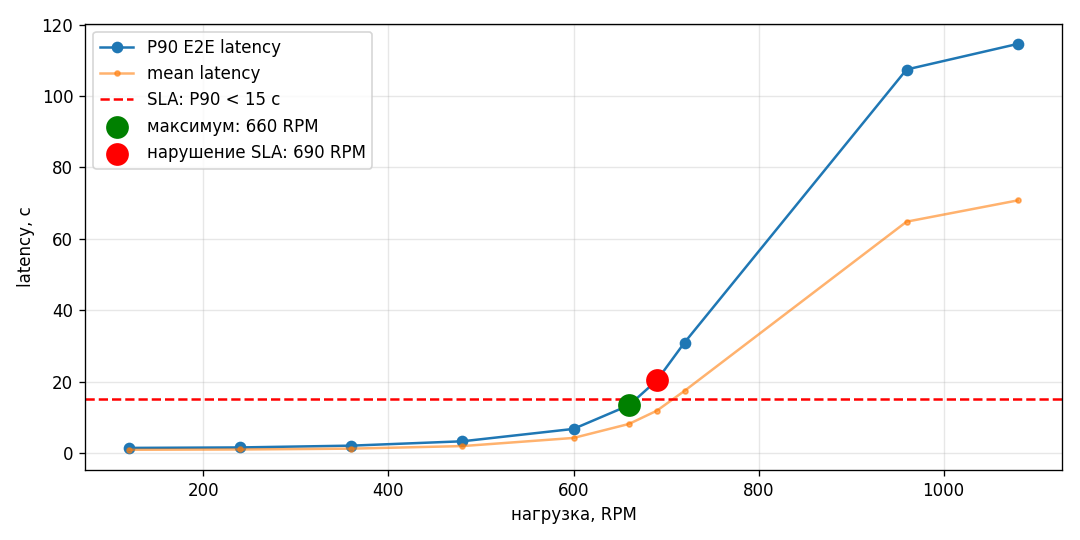 120
100
80
60
40
20
0
latency, с
P90 E2E latency
mean latency
SLA: P90 < 15 с
максимум: 660 RPM
нарушение SLA: 690 RPM
200
400
600
800
1000
нагрузка, RPM